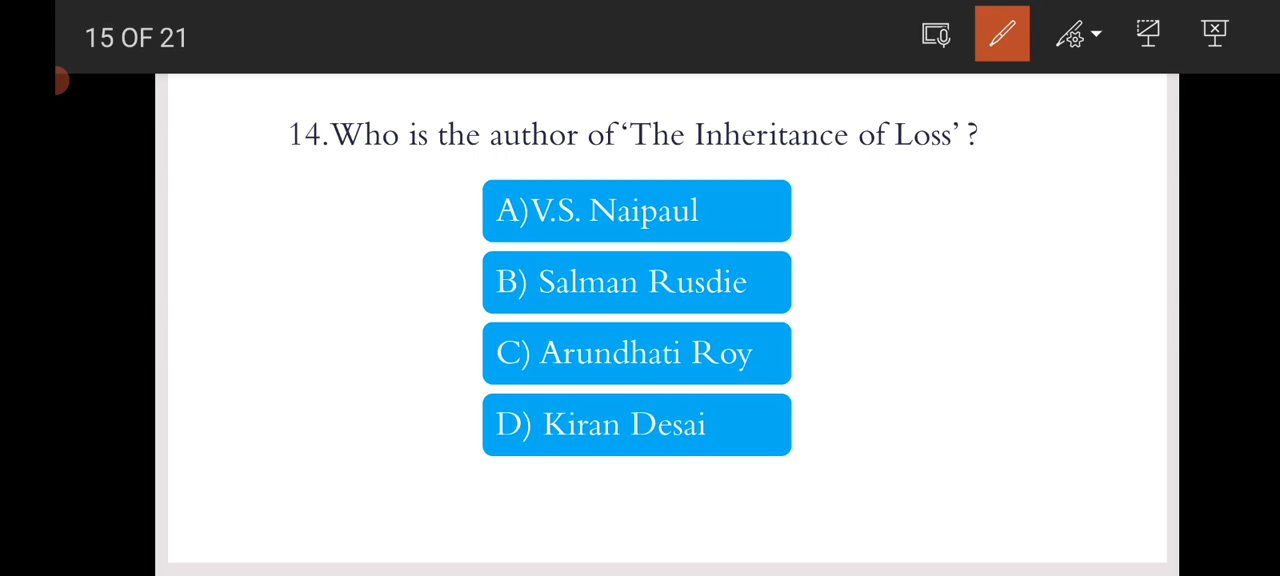 15 OF 21
14.Who is the author of ‘The Inheritance of Loss’ ?
A)V.S. Naipaul
B) Salman Rusdie
C) Arundhati Roy
D) Kiran Desai